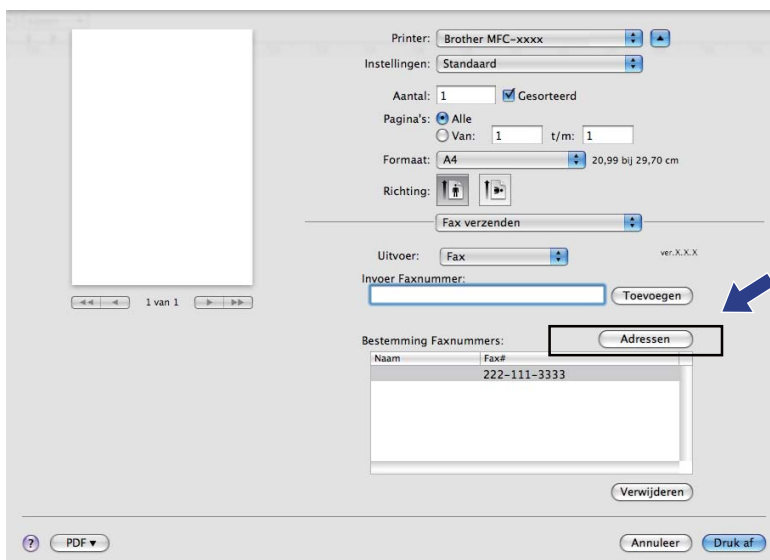 Printer: Brother MFC-xxxx
Instellingen: Standaard
Aantal: 1 Gesorteerd
Pagina's: Alle
Van: 1 t/m: 1
Formaat: A4 20,99 bij 29,70 cm
Richting:
Fax verzenden
Uitvoer: Fax ver.X.X.X
Invoer Faxnummer:
Toevoegen
1 van 1
Bestemming Faxnummers: Adressen
Naam Fax#
222-111-3333
Verwijderen
? PDF Annuleer Druk af